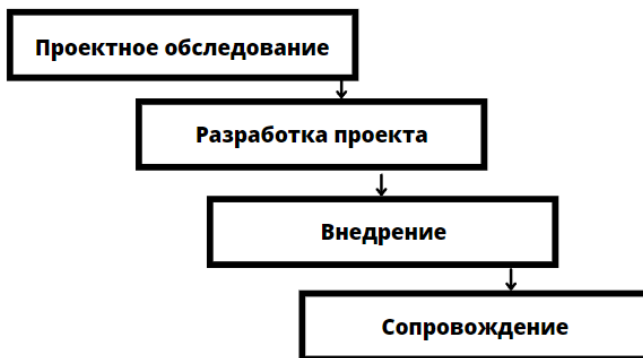 Проектное обследование
Разработка проекта
Внедрение
Сопровождение